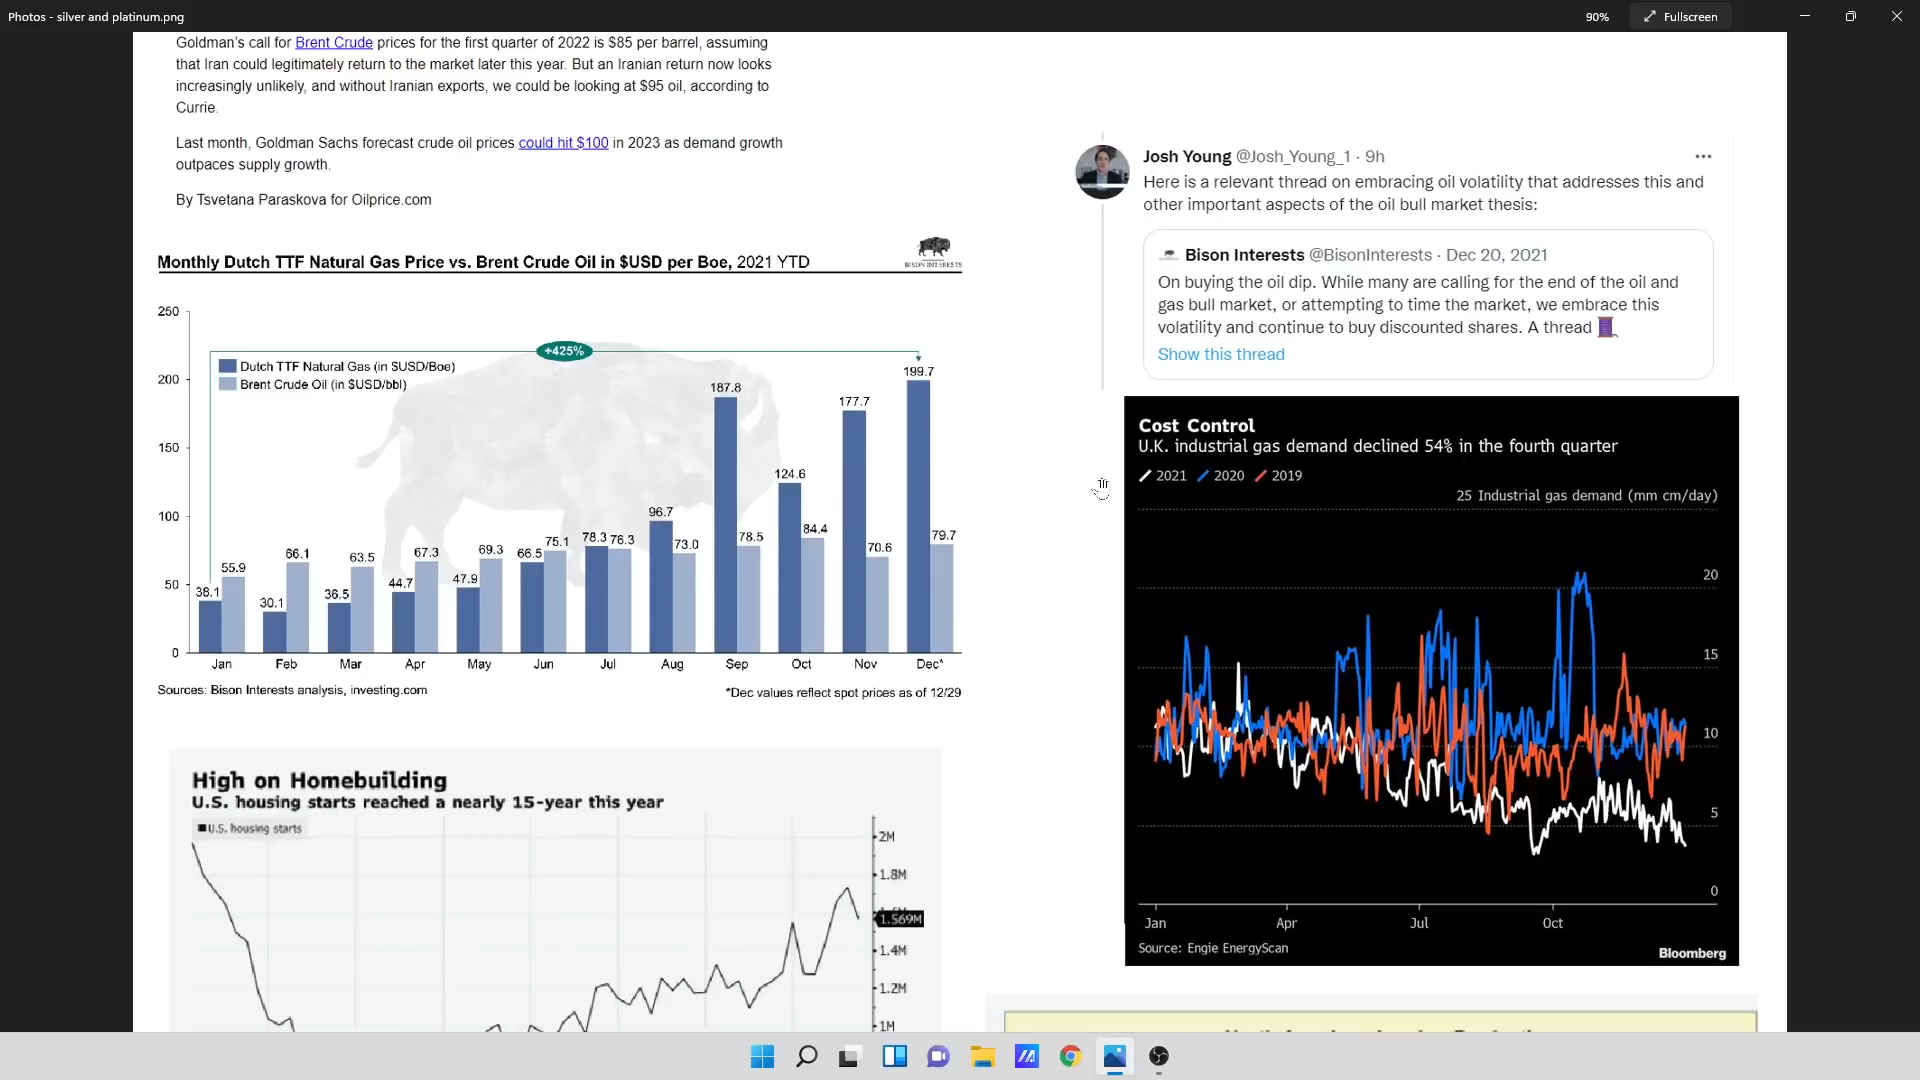 Photos - silver and platinum.png
90%
Fullscreen
Goldman's call for Brent Crude prices for the first quarter of 2022 is $85 per barrel, assuming
that Iran could legitimately return to the market later this year. But an Iranian return now looks
increasingly unlikely, and without Iranian exports, we could be looking at $95 oil, according to
Currie.
Last month, Goldman Sachs forecast crude oil prices could hit $100 in 2023 as demand growth
outpaces supply growth.
By Tsvetana Paraskova for Oilprice.com
Monthly Dutch TTF Natural Gas Price vs. Brent Crude Oil in $USD per Boe, 2021 YTD
BISON INTERESTS
250
200
150
100
50
0
+425%
Dutch TTF Natural Gas (in $USD/Boe)
Brent Crude Oil (in $USD/bbl)
38.1 55.9
30.1 66.1
36.5 63.5
44.7 67.3
47.9 69.3
66.5 75.1
78.3 76.3
96.7 73.0
187.8 78.5
124.6 84.4
177.7 70.6
199.7 79.7
Jan Feb Mar Apr May Jun Jul Aug Sep Oct Nov Dec*
Sources: Bison Interests analysis, investing.com
*Dec values reflect spot prices as of 12/29
High on Homebuilding
U.S. housing starts reached a nearly 15-year this year
U.S. housing starts
2M
1.8M
1.569M
1.4M
1.2M
1M
Josh Young @Josh_Young_1 · 9h
Here is a relevant thread on embracing oil volatility that addresses this and
other important aspects of the oil bull market thesis:
Bison Interests @BisonInterests · Dec 20, 2021
On buying the oil dip. While many are calling for the end of the oil and
gas bull market, or attempting to time the market, we embrace this
volatility and continue to buy discounted shares. A thread
Show this thread
Cost Control
U.K. industrial gas demand declined 54% in the fourth quarter
2021 2020 2019
25 Industrial gas demand (mm cm/day)
20
15
10
5
0
Jan Apr Jul Oct
Source: Engie EnergyScan
Bloomberg